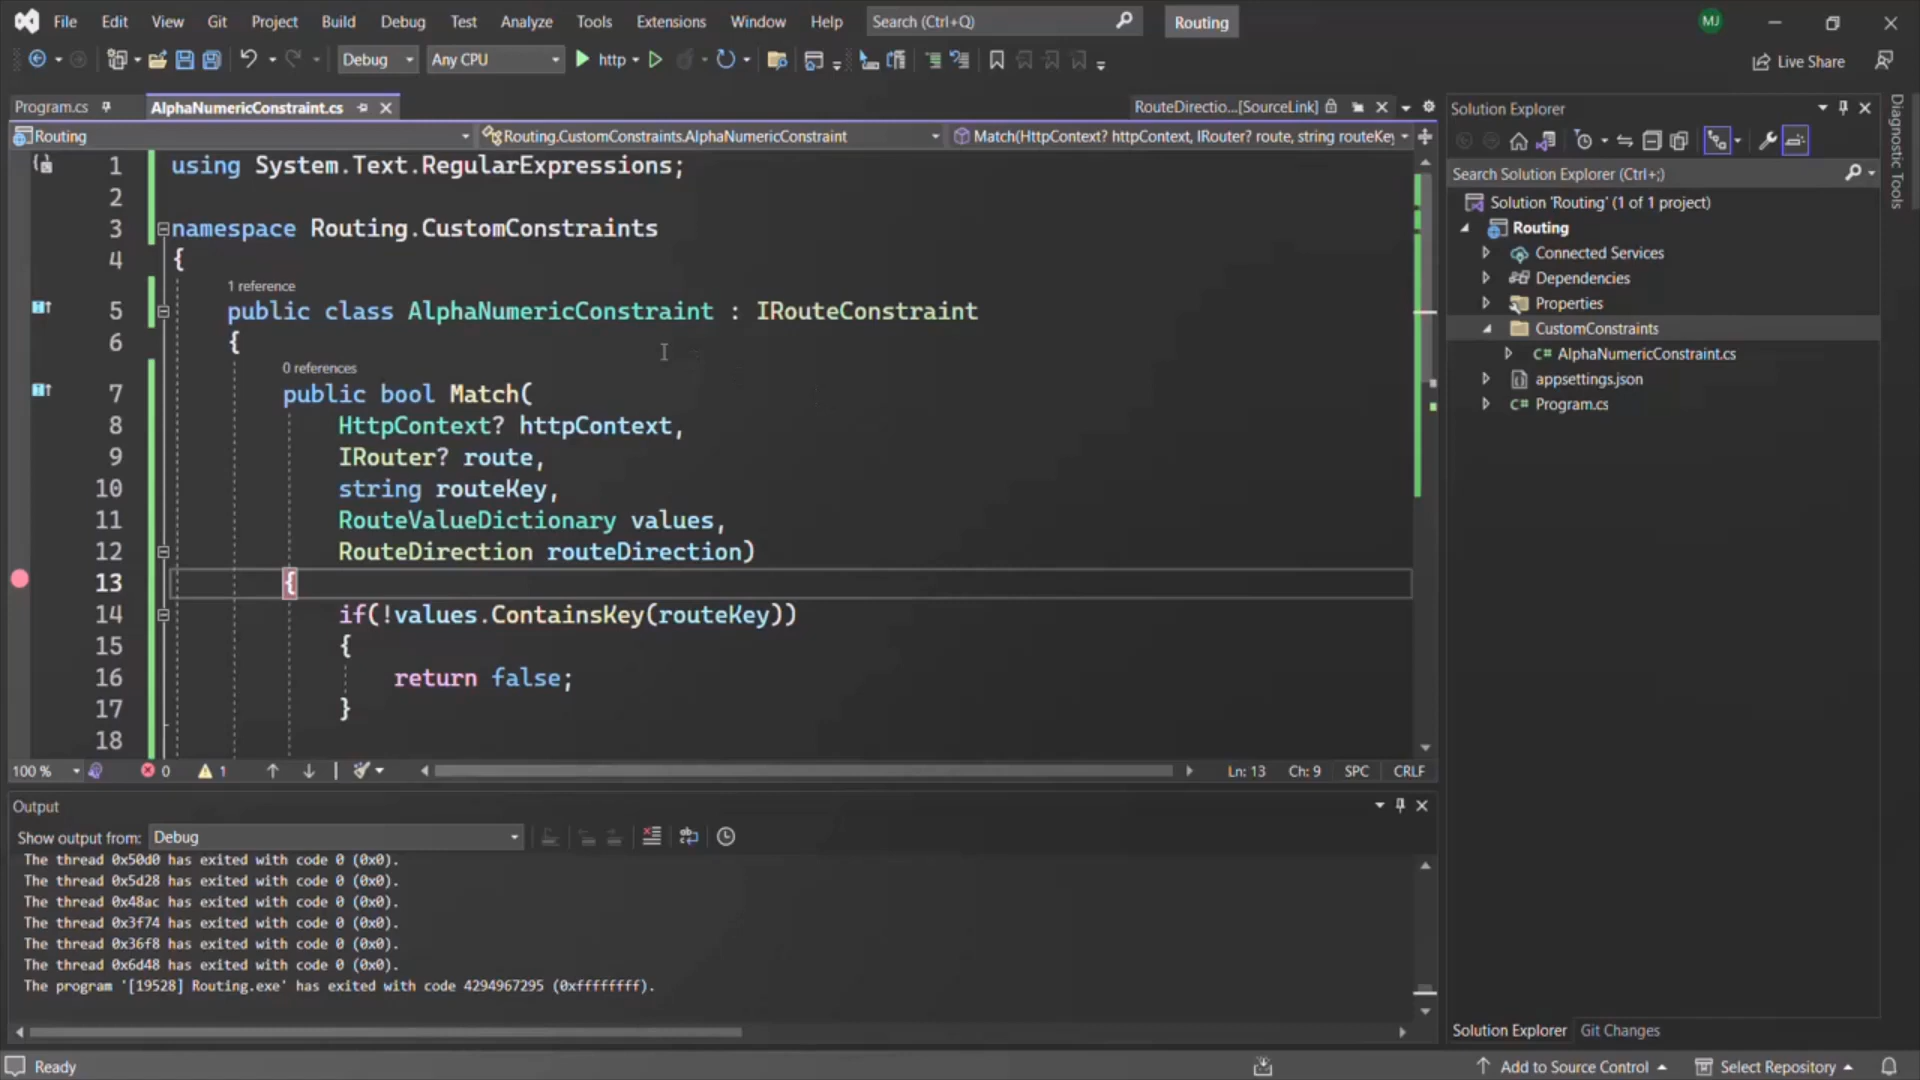 File Edit View Git Project Build Debug Test Analyze Tools Extensions Window Help Search (Ctrl+Q) Routing MJ
Debug Any CPU http Live Share
Program.cs AlphaNumericConstraint.cs RouteDirectio...[SourceLink]
Routing Routing.CustomConstraints.AlphaNumericConstraint Match(HttpContext? httpContext, IRouter? route, string routeKey
1 using System.Text.RegularExpressions;
2
3 namespace Routing.CustomConstraints
4 {
1 reference
5 public class AlphaNumericConstraint : IRouteConstraint
6 {
0 references
7 public bool Match(
8 HttpContext? httpContext,
9 IRouter? route,
10 string routeKey,
11 RouteValueDictionary values,
12 RouteDirection routeDirection)
13 {
14 if(!values.ContainsKey(routeKey))
15 {
16 return false;
17 }
18
100 % 0 1 Ln: 13 Ch: 9 SPC CRLF
Output
Show output from: Debug
The thread 0x50d0 has exited with code 0 (0x0).
The thread 0x5d28 has exited with code 0 (0x0).
The thread 0x48ac has exited with code 0 (0x0).
The thread 0x3f74 has exited with code 0 (0x0).
The thread 0x36f8 has exited with code 0 (0x0).
The thread 0x6d48 has exited with code 0 (0x0).
The program '[19528] Routing.exe' has exited with code 4294967295 (0xffffffff).
Solution Explorer
Search Solution Explorer (Ctrl+;)
Solution 'Routing' (1 of 1 project)
Routing
Connected Services
Dependencies
Properties
CustomConstraints
C# AlphaNumericConstraint.cs
appsettings.json
C# Program.cs
Solution Explorer Git Changes
Diagnostic Tools
Ready Add to Source Control Select Repository